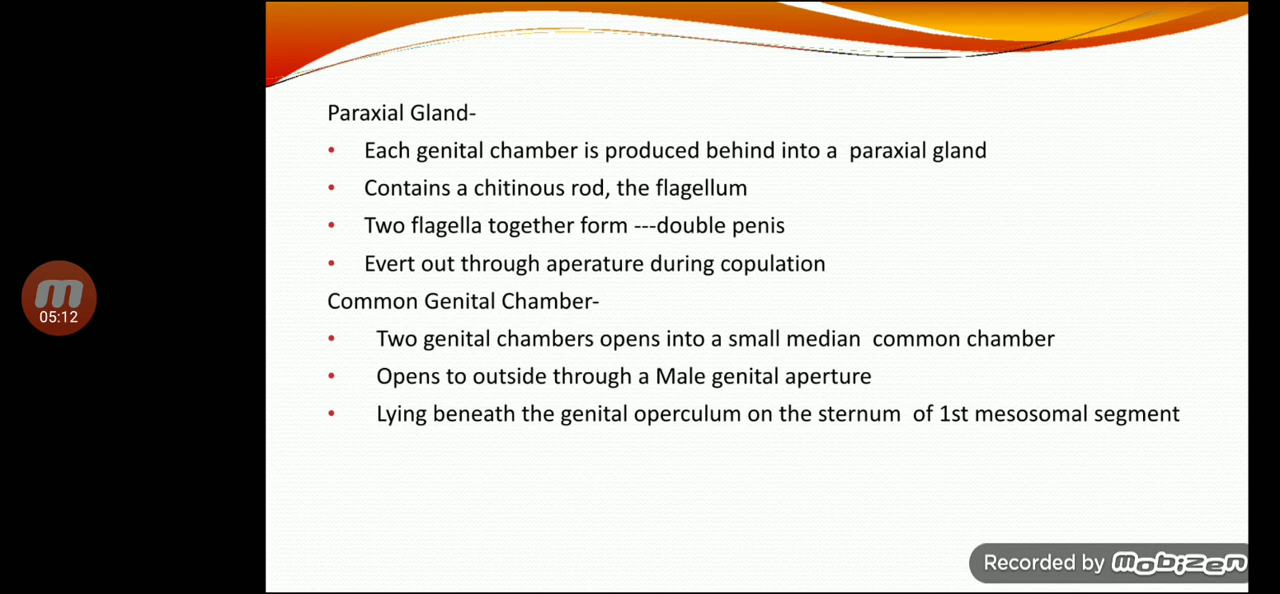 Paraxial Gland-
• Each genital chamber is produced behind into a paraxial gland
• Contains a chitinous rod, the flagellum
• Two flagella together form ---double penis
• Evert out through aperature during copulation
Common Genital Chamber-
• Two genital chambers opens into a small median common chamber
• Opens to outside through a Male genital aperture
• Lying beneath the genital operculum on the sternum of 1st mesosomal segment
m
05:12
Recorded by mobizen